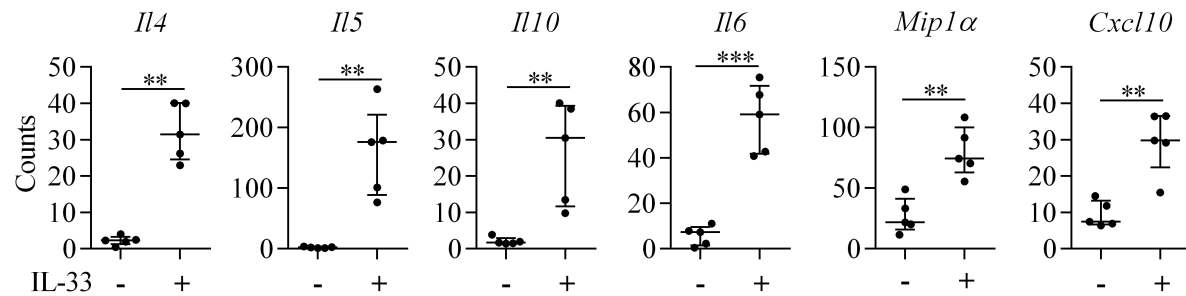 Il4 Il5 Il10 Il6 Mip1α Cxcl10
** ** ** *** ** **
50 300 50 80 150 50
40 40 40
60
200 100
30 30 30
40
20 20 20
100 50
20
10 10 10
0 0 0 0 0 0
Counts
IL-33 - + - + - + - + - + - +